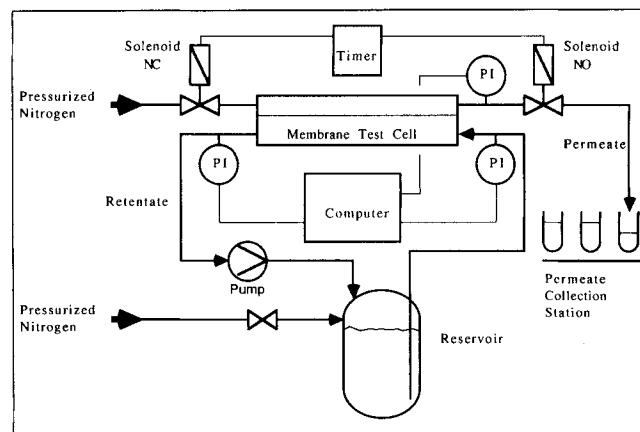 Solenoid
NC
Timer
Solenoid
NO
Pressurized
Nitrogen
PI
Membrane Test Cell
PI
PI
Permeate
Retentate
Computer
Pump
Pressurized
Nitrogen
Reservoir
Permeate
Collection
Station